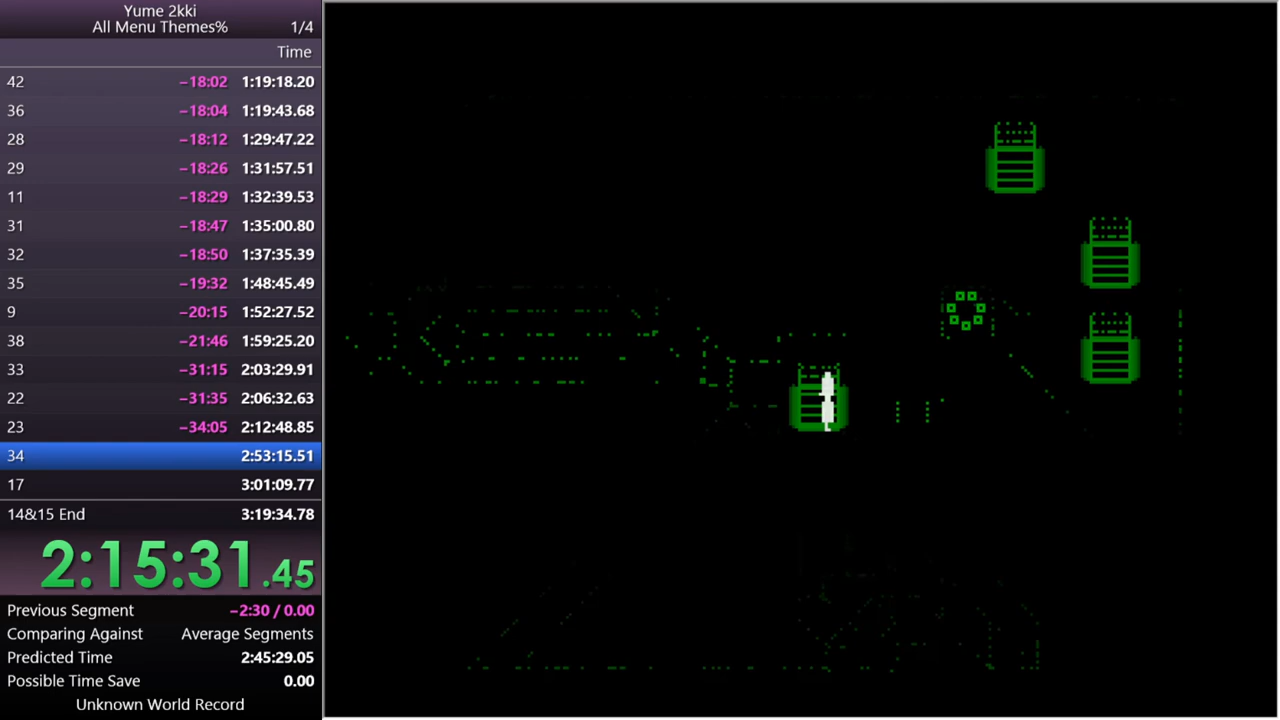 Yume 2kki
All Menu Themes% 1/4
Time
42 −18:02 1:19:18.20
36 −18:04 1:19:43.68
28 −18:12 1:29:47.22
29 −18:26 1:31:57.51
11 −18:29 1:32:39.53
31 −18:47 1:35:00.80
32 −18:50 1:37:35.39
35 −19:32 1:48:45.49
9 −20:15 1:52:27.52
38 −21:46 1:59:25.20
33 −31:15 2:03:29.91
22 −31:35 2:06:32.63
23 −34:05 2:12:48.85
34 2:53:15.51
17 3:01:09.77
14&15 End 3:19:34.78
2:15:31.45
Previous Segment −2:30 / 0.00
Comparing Against Average Segments
Predicted Time 2:45:29.05
Possible Time Save 0.00
Unknown World Record